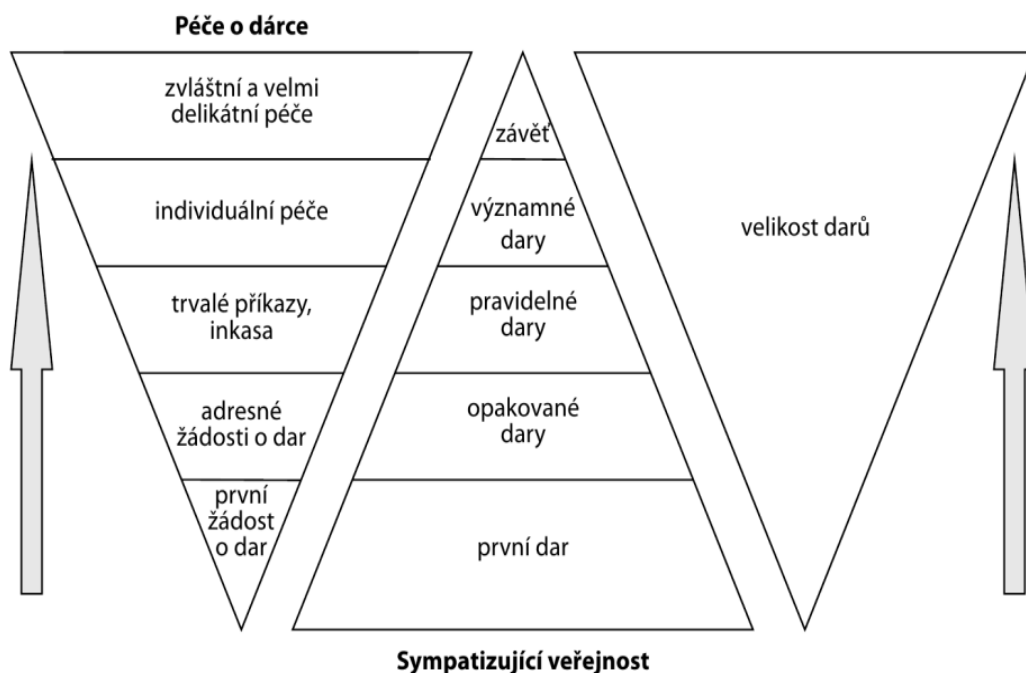 Péče o dárce
zvláštní a velmi
delikátní péče
individuální péče
trvalé příkazy,
inkasa
adresné
žádosti o dar
první
žádost
o dar
závěť
významné
dary
pravidelné
dary
opakované
dary
první dar
velikost darů
Sympatizující veřejnost